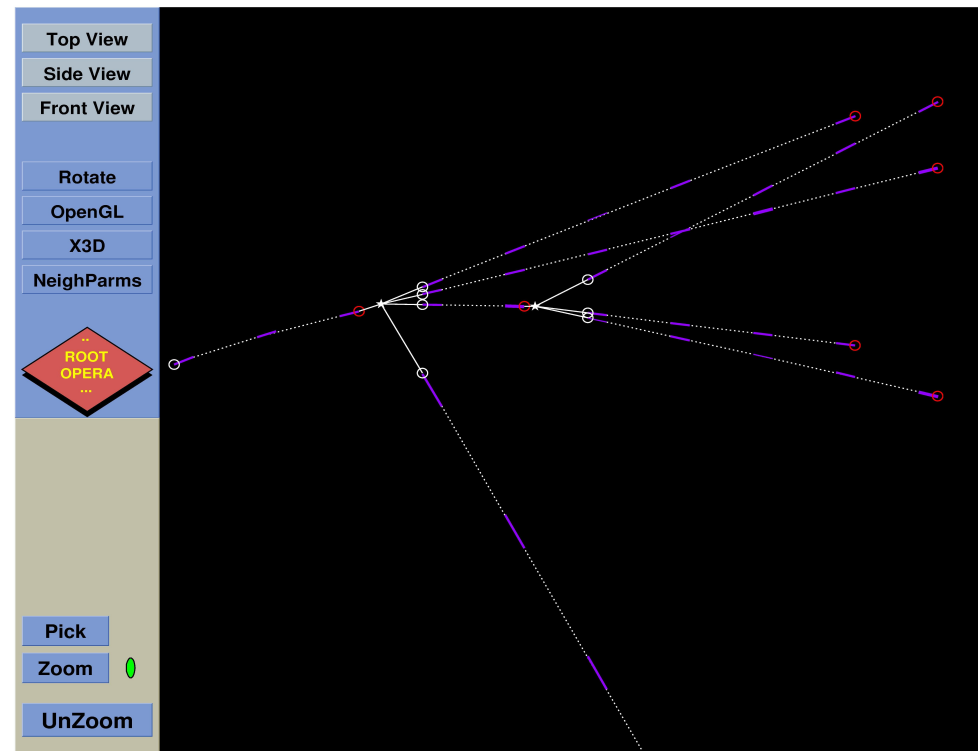 Top View
Side View
Front View
Rotate
OpenGL
X3D
NeighParms
..
ROOT
OPERA
...
Pick
Zoom
UnZoom